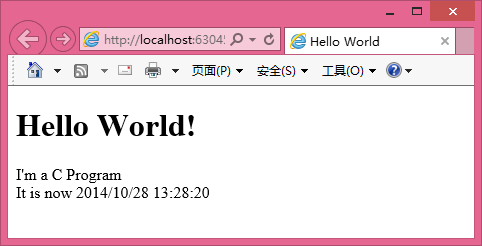 http://localhost:6304
Hello World
页面(P)
安全(S)
工具(O)
Hello World!
I'm a C Program
It is now 2014/10/28 13:28:20